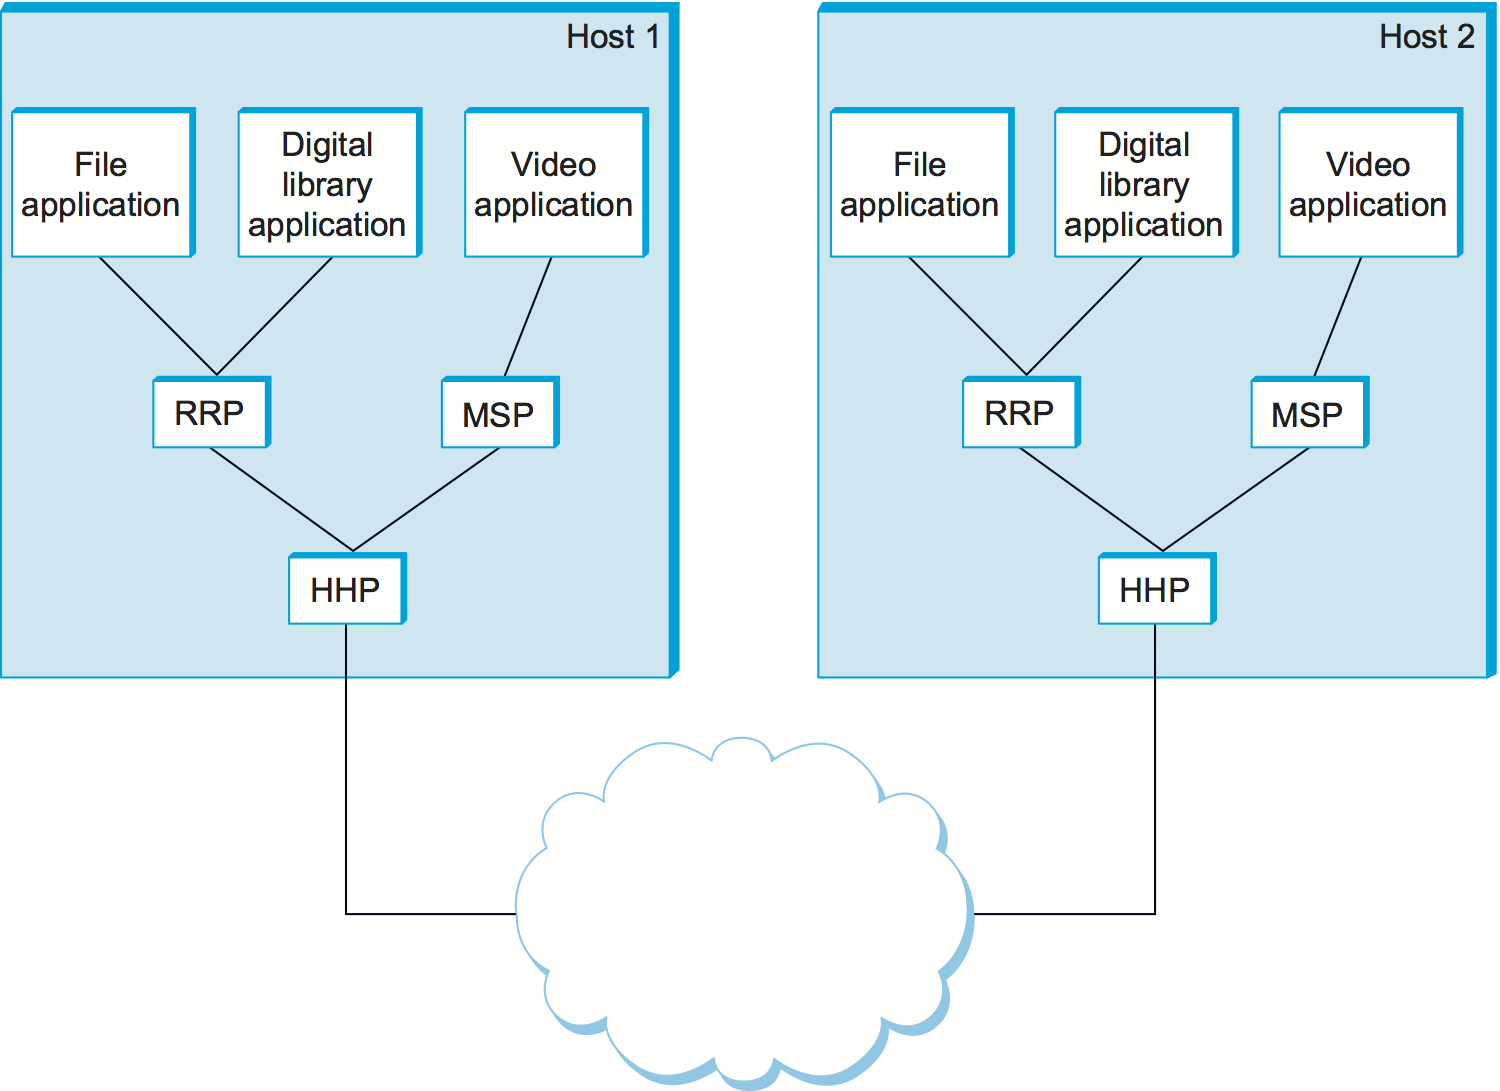 Host 1
File
application
Digital
library
application
Video
application
RRP
MSP
HHP
Host 2
File
application
Digital
library
application
Video
application
RRP
MSP
HHP